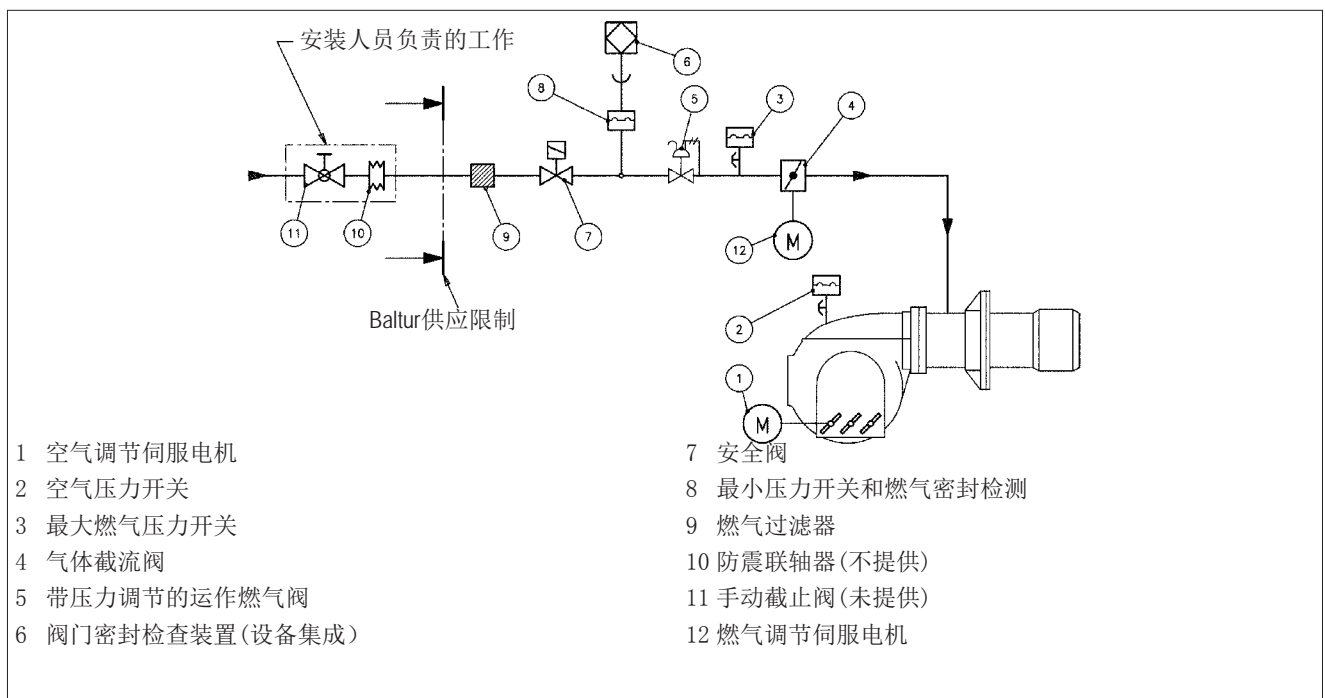 安装人员负责的工作
6
8
5
3
4
11
10
9
7
12
M
Baltur供应限制
2
1
M
1 空气调节伺服电机
2 空气压力开关
3 最大燃气压力开关
4 气体截流阀
5 带压力调节的运作燃气阀
6 阀门密封检查装置(设备集成)
7 安全阀
8 最小压力开关和燃气密封检测
9 燃气过滤器
10 防震联轴器(不提供)
11 手动截止阀(未提供)
12 燃气调节伺服电机